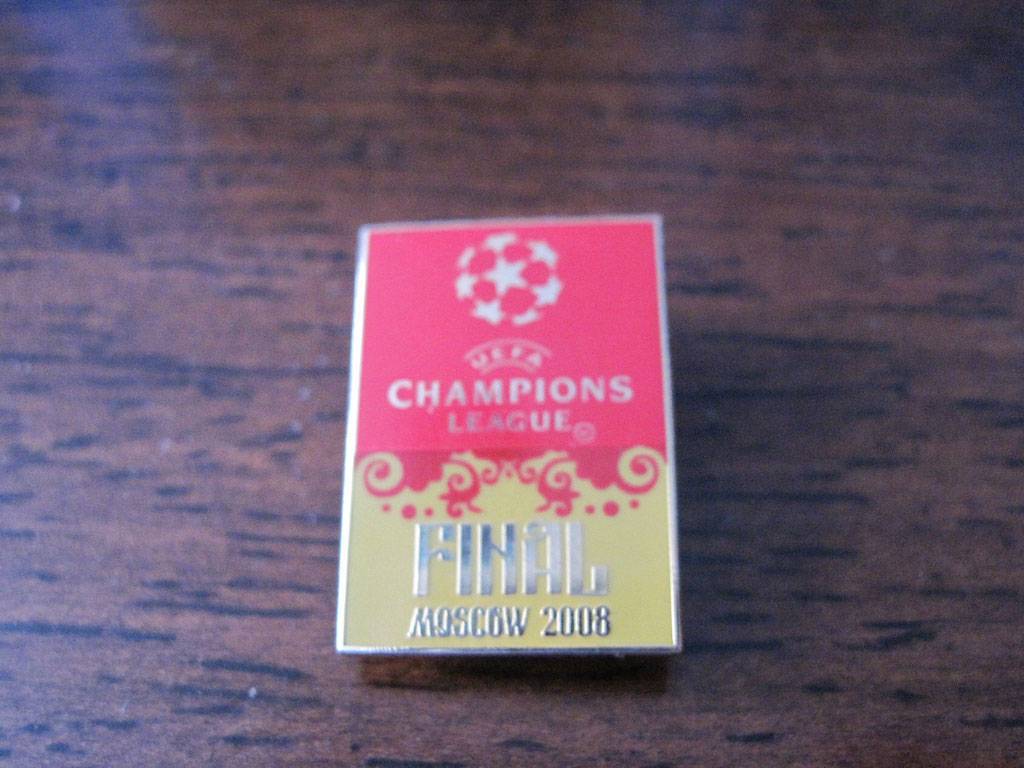 UEFA
CHAMPIONS
LEAGUE ©
FINAL
MOSCOW 2008